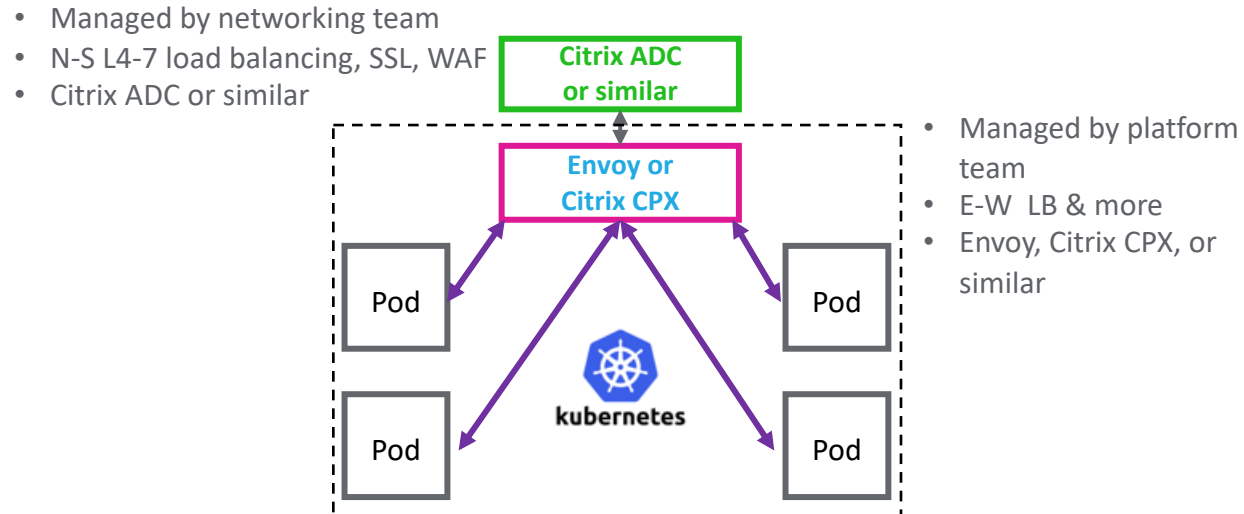 • Managed by networking team
• N-S L4-7 load balancing, SSL, WAF
• Citrix ADC or similar
Citrix ADC
or similar
Envoy or
Citrix CPX
• Managed by platform
team
• E-W LB & more
• Envoy, Citrix CPX, or
similar
Pod
Pod
kubernetes
Pod
Pod